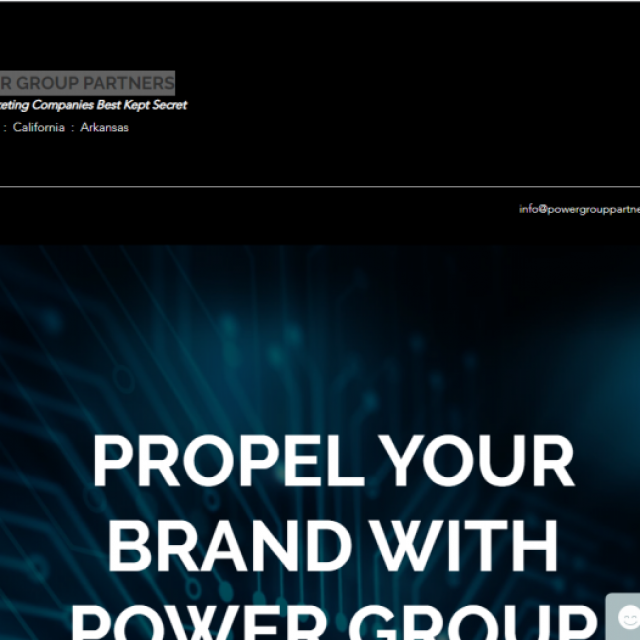 R GROUP PARTNERS
eting Companies Best Kept Secret
: California : Arkansas
info@powergrouppartne
PROPEL YOUR
BRAND WITH
POWER GROUP